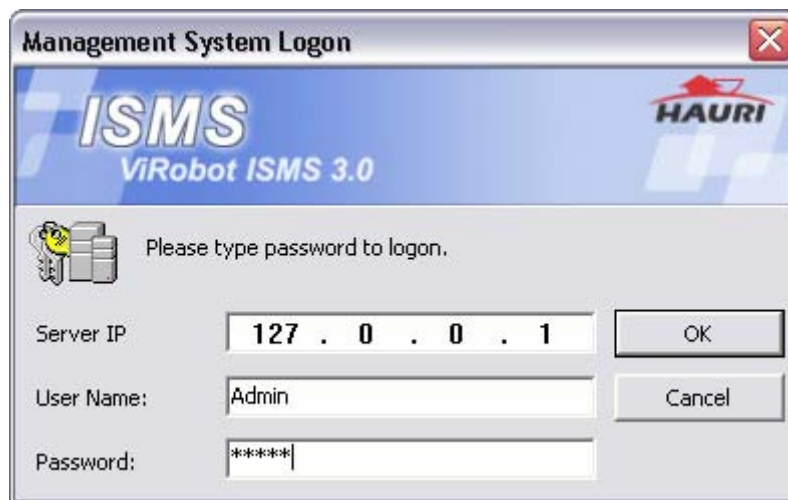 Management System Logon
ISMS
HAURI
ViRobot ISMS 3.0
Please type password to logon.
Server IP 127 . 0 . 0 . 1 OK
User Name: Admin Cancel
Password: *****